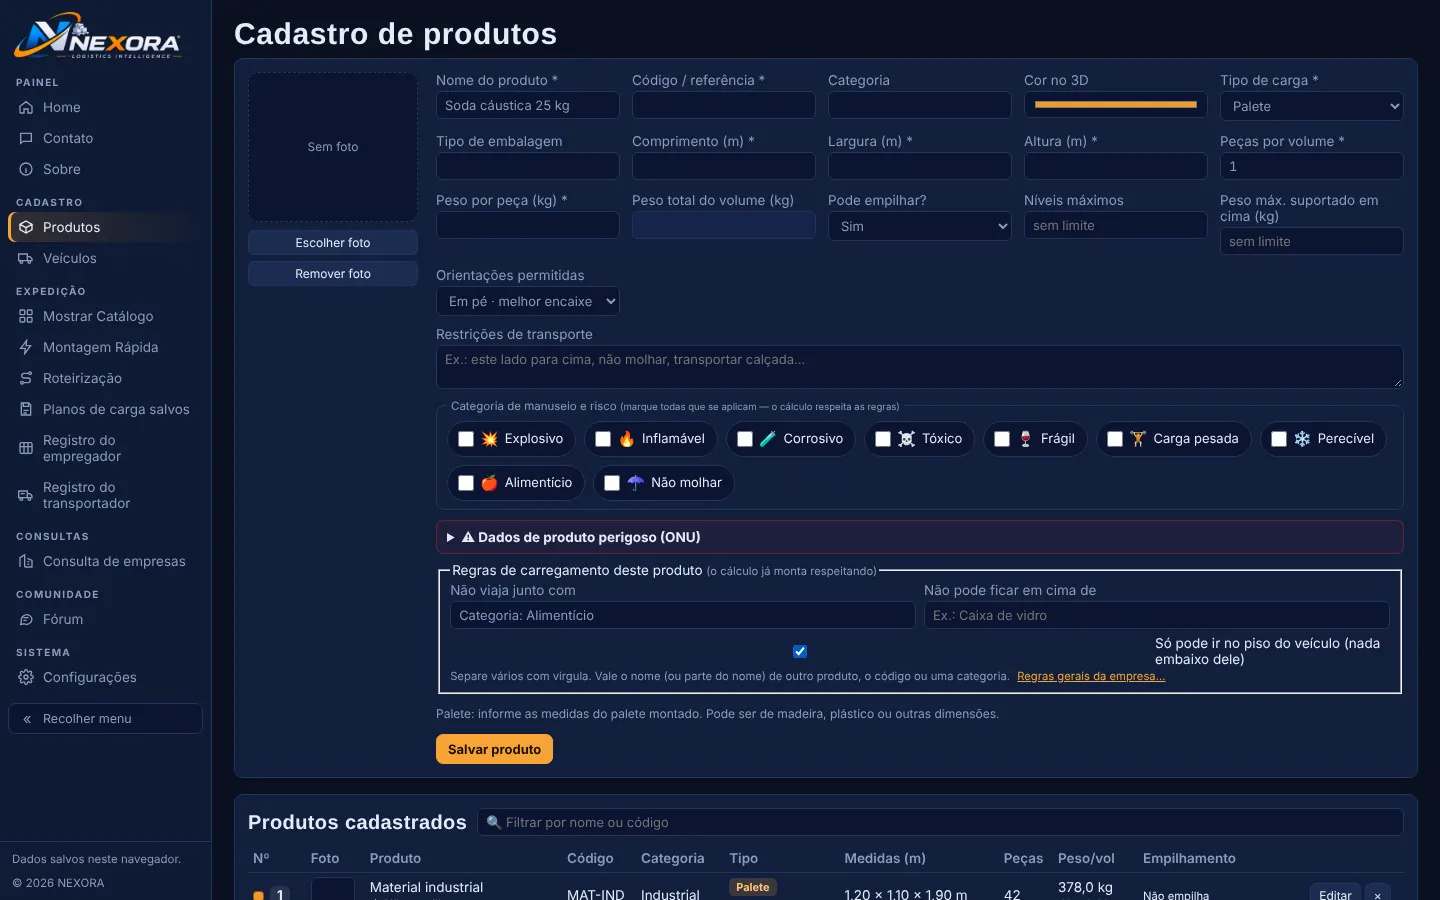 NEXORA
LOGISTICS INTELLIGENCE
PAINEL
Home
Contato
Sobre
CADASTRO
Produtos
Veículos
EXPEDIÇÃO
Mostrar Catálogo
Montagem Rápida
Roteirização
Planos de carga salvos
Registro do
empregador
Registro do
transportador
CONSULTAS
Consulta de empresas
COMUNIDADE
Fórum
SISTEMA
Configurações
« Recolher menu
Dados salvos neste navegador.
© 2026 NEXORA
Cadastro de produtos
Sem foto
Escolher foto
Remover foto
Nome do produto * Código / referência * Categoria Cor no 3D Tipo de carga *
Soda cáustica 25 kg Palete
Tipo de embalagem Comprimento (m) * Largura (m) * Altura (m) * Peças por volume *
1
Peso por peça (kg) * Peso total do volume (kg) Pode empilhar? Níveis máximos Peso máx. suportado em
cima (kg)
Sim sem limite sem limite
Orientações permitidas
Em pé · melhor encaixe
Restrições de transporte
Ex.: este lado para cima, não molhar, transportar calçada...
Categoria de manuseio e risco (marque todas que se aplicam — o cálculo respeita as regras)
Explosivo Inflamável Corrosivo Tóxico Frágil Carga pesada Perecível
Alimentício Não molhar
Dados de produto perigoso (ONU)
Regras de carregamento deste produto (o cálculo já monta respeitando)
Não viaja junto com Não pode ficar em cima de
Categoria: Alimentício Ex.: Caixa de vidro
Só pode ir no piso do veículo (nada
embaixo dele)
Separe vários com vírgula. Vale o nome (ou parte do nome) de outro produto, o código ou uma categoria. Regras gerais da empresa...
Palete: informe as medidas do palete montado. Pode ser de madeira, plástico ou outras dimensões.
Salvar produto
Produtos cadastrados Filtrar por nome ou código
Nº Foto Produto Código Categoria Tipo Medidas (m) Peças Peso/vol Empilhamento
1 Material industrial MAT-IND Industrial Palete 1,20 × 1,10 × 1,90 m 42 378,0 kg Não empilha Editar ×